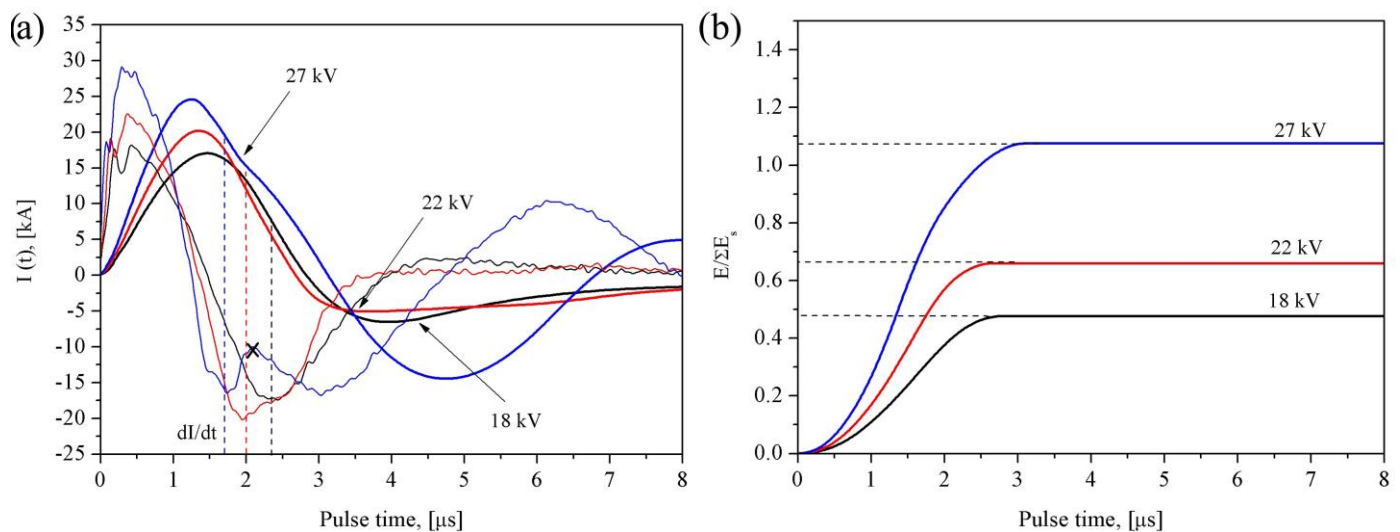 (a)
35
30
25
20
15
10
5
0
-5
-10
-15
-20
-25
I (t), [kA]
27 kV
22 kV
18 kV
dI/dt
0 1 2 3 4 5 6 7 8
Pulse time, [μs]
(b)
1.4
1.2
1.0
0.8
0.6
0.4
0.2
0.0
E/ΣEs
27 kV
22 kV
18 kV
0 1 2 3 4 5 6 7 8
Pulse time, [μs]